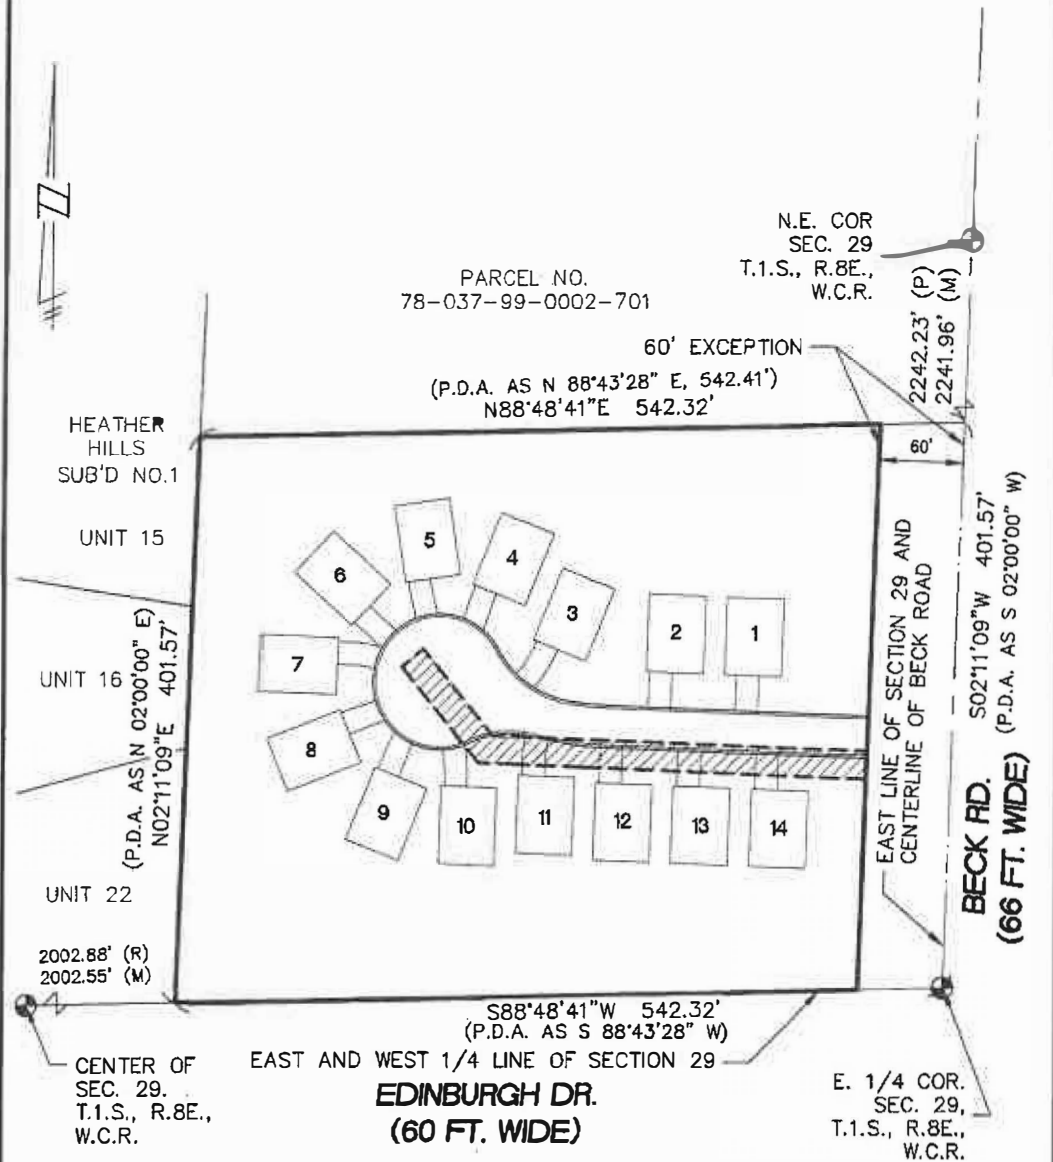 N.E. COR
SEC. 29
T.1.S., R.8E.,
W.C.R.
PARCEL NO.
78-037-99-0002-701
2242.23' (P)
2241.96' (M)
60' EXCEPTION
(P.D.A. AS N 88°43'28" E, 542.41')
N88°48'41"E 542.32'
60'
HEATHER
HILLS
SUB'D NO.1
UNIT 15
UNIT 16
UNIT 22
(P.D.A. AS N 02°00'00" E)
N02°11'09"E 401.57'
5
4
6
3
2
1
7
8
9
10
11
12
13
14
EAST LINE OF SECTION 29 AND
CENTERLINE OF BECK ROAD
S02°11'09"W 401.57'
(P.D.A. AS S 02°00'00" W)
BECK RD.
(66 FT. WIDE)
2002.88' (R)
2002.55' (M)
S88°48'41"W 542.32'
(P.D.A. AS S 88°43'28" W)
EAST AND WEST 1/4 LINE OF SECTION 29
CENTER OF
SEC. 29.
T.1.S., R.8E.,
W.C.R.
EDINBURGH DR.
(60 FT. WIDE)
E. 1/4 COR.
SEC. 29,
T.1.S., R.8E.,
W.C.R.